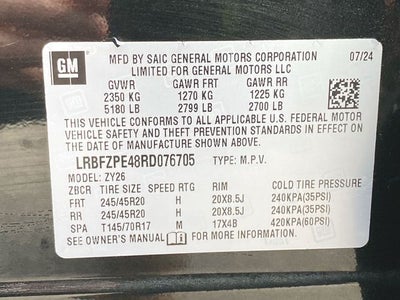 GM
MFD BY SAIC GENERAL MOTORS CORPORATION 07/24
LIMITED FOR GENERAL MOTORS LLC
GVWR GAWR FRT GAWR RR
2350 KG 1270 KG 1225 KG
5180 LB 2799 LB 2700 LB
THIS VEHICLE CONFORMS TO ALL APPLICABLE U.S. FEDERAL MOTOR
VEHICLE SAFETY AND THEFT PREVENTION STANDARDS IN EFFECT ON
THE DATE OF MANUFACTURE SHOWN ABOVE.
LRBFZPE48RD076705 TYPE: M.P.V.
MODEL: ZY26
ZBCR TIRE SIZE SPEED RTG RIM COLD TIRE PRESSURE
FRT 245/45R20 H 20X8.5J 240KPA(35PSI)
RR 245/45R20 H 20X8.5J 240KPA(35PSI)
SPA T145/70R17 M 17X4B 420KPA(60PSI)
SEE OWNER'S MANUAL FOR MORE INFORMATION.